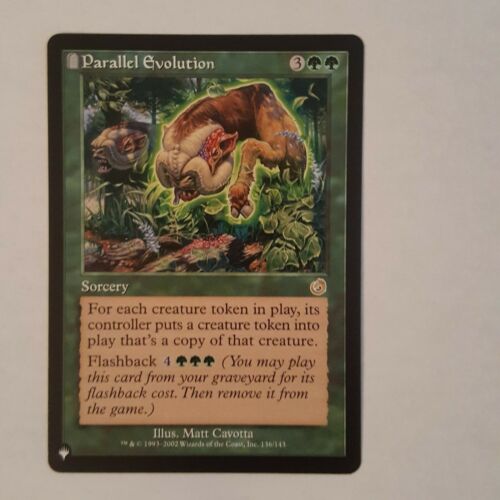 Parallel Evolution 3
Sorcery
For each creature token in play, its
controller puts a creature token into
play that's a copy of that creature.
Flashback 4 (You may play
this card from your graveyard for its
flashback cost. Then remove it from
the game.)
Illus. Matt Cavotta
™ & © 1993-2002 Wizards of the Coast, Inc. 136/143